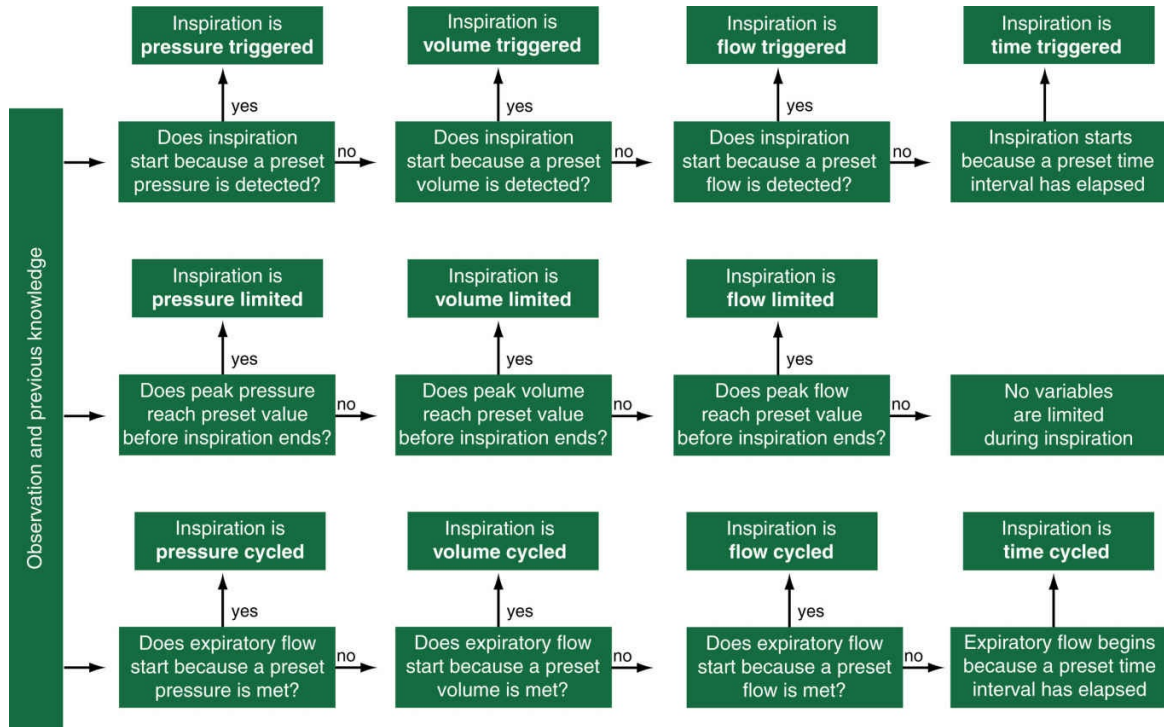 Observation and previous knowledge
Inspiration is
pressure triggered
Inspiration is
volume triggered
Inspiration is
flow triggered
Inspiration is
time triggered
yes
yes
yes
Does inspiration
start because a preset
pressure is detected?
no
Does inspiration
start because a preset
volume is detected?
no
Does inspiration
start because a preset
flow is detected?
no
Inspiration starts
because a preset time
interval has elapsed
Inspiration is
pressure limited
Inspiration is
volume limited
Inspiration is
flow limited
yes
yes
yes
Does peak pressure
reach preset value
before inspiration ends?
no
Does peak volume
reach preset value
before inspiration ends?
no
Does peak flow
reach preset value
before inspiration ends?
no
No variables
are limited
during inspiration
Inspiration is
pressure cycled
Inspiration is
volume cycled
Inspiration is
flow cycled
Inspiration is
time cycled
yes
yes
yes
Does expiratory flow
start because a preset
pressure is met?
no
Does expiratory flow
start because a preset
volume is met?
no
Does expiratory flow
start because a preset
flow is met?
no
Expiratory flow begins
because a preset time
interval has elapsed